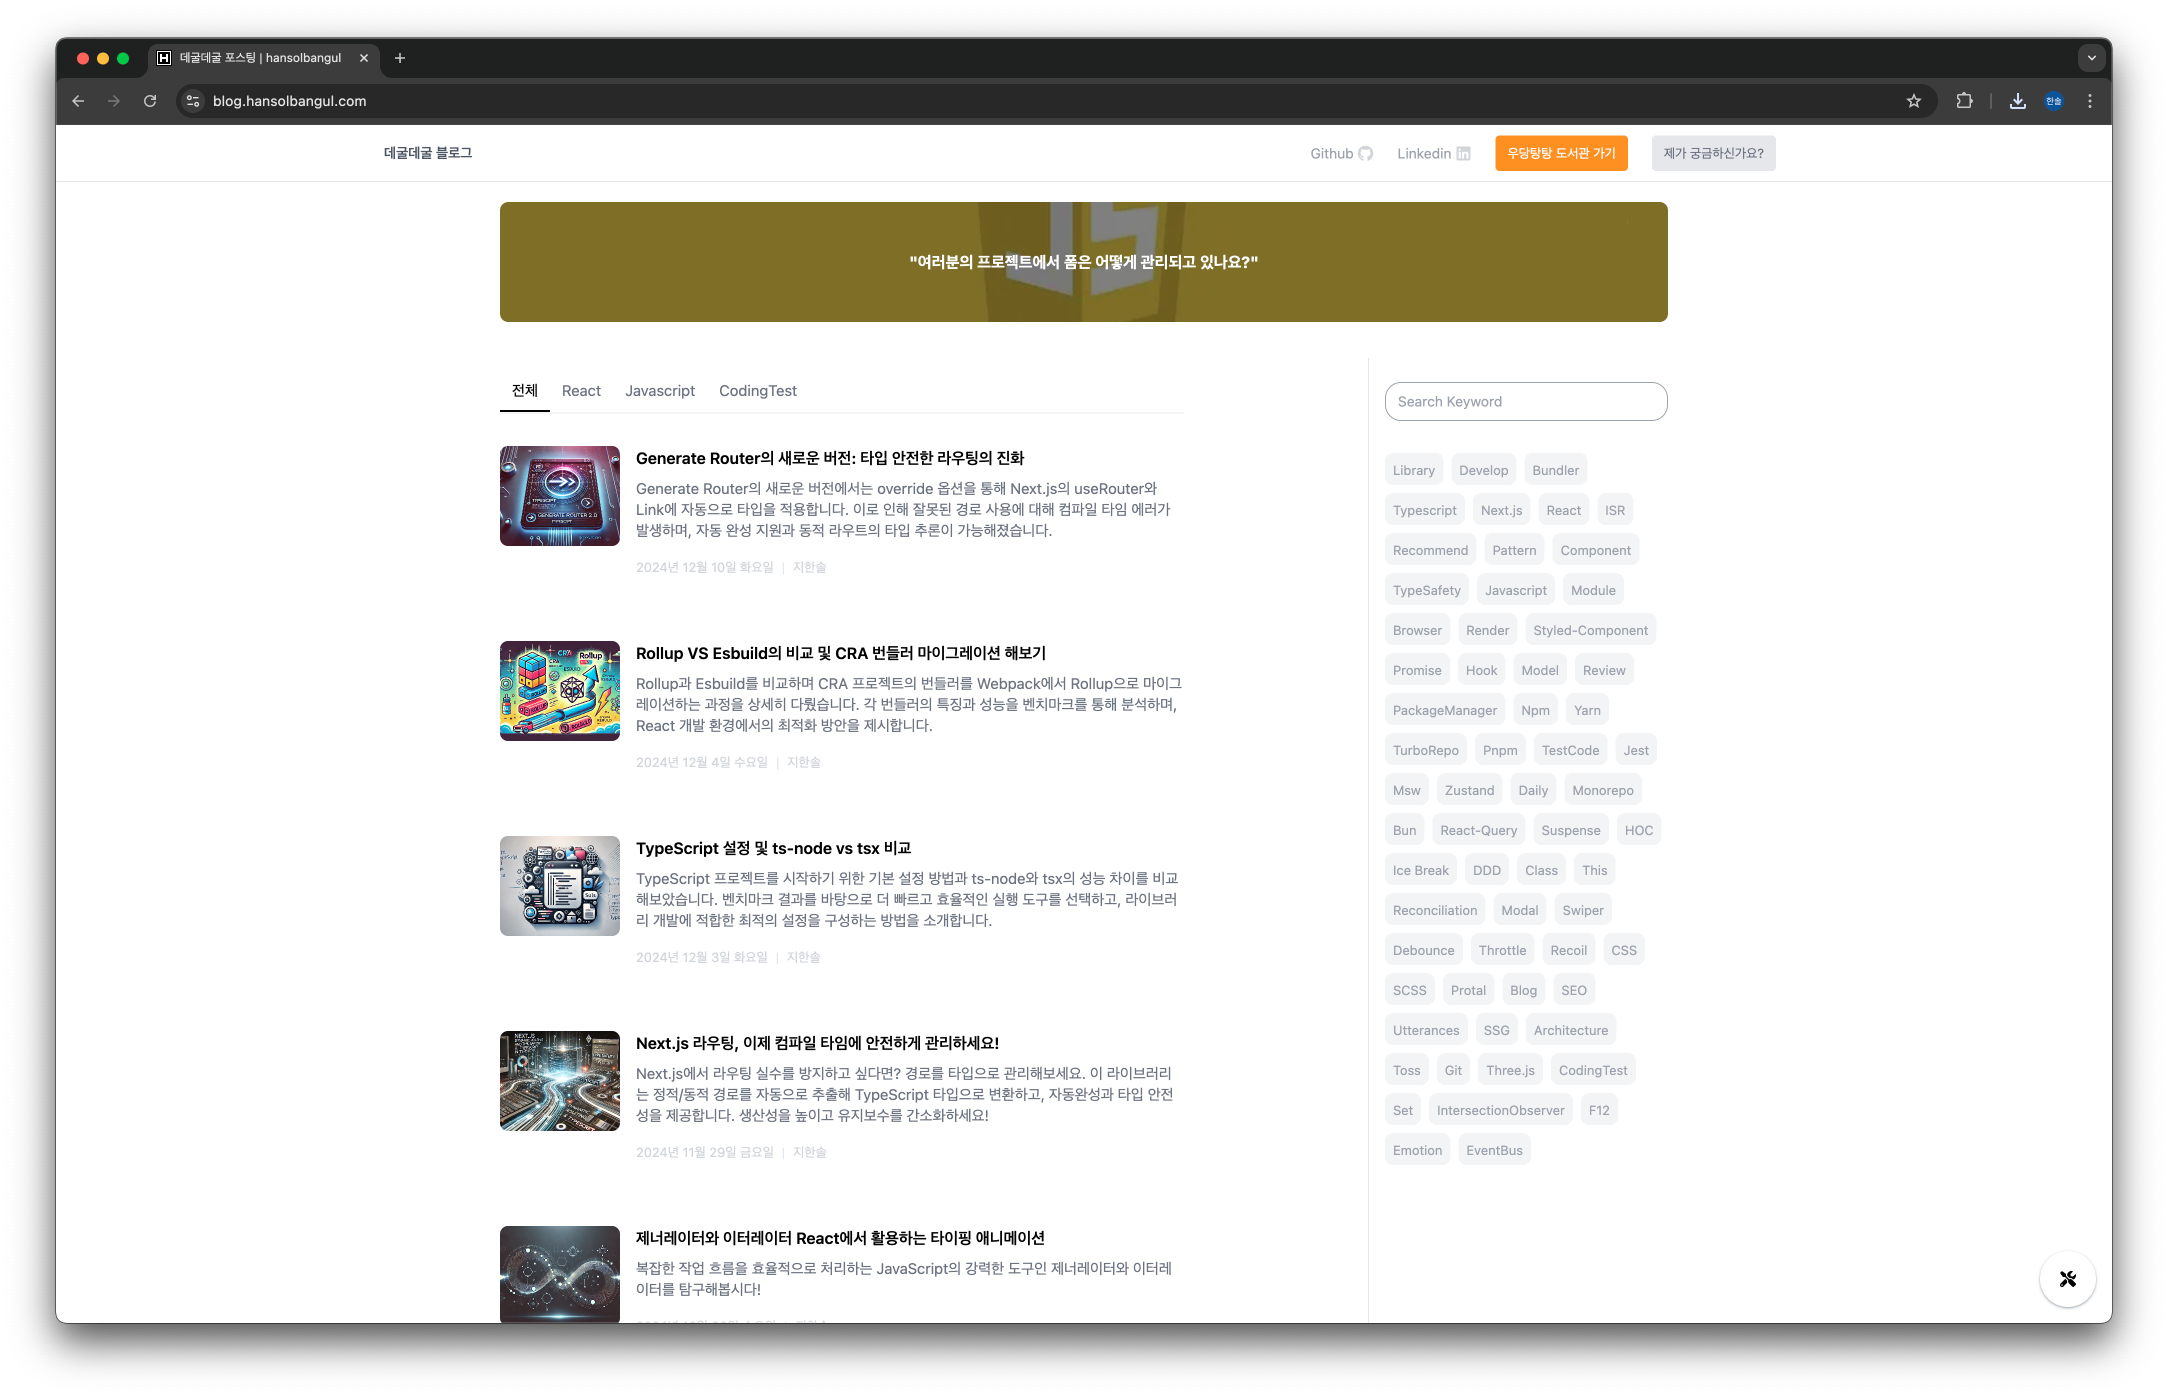 데굴데굴 포스팅 | hansolbangul
blog.hansolbangul.com
한솔
데굴데굴 블로그
Github
Linkedin
우당탕탕 도서관 가기
제가 궁금하신가요?
"여러분의 프로젝트에서 폼은 어떻게 관리되고 있나요?"
전체 React Javascript CodingTest
Generate Router의 새로운 버전: 타입 안전한 라우팅의 진화
Generate Router의 새로운 버전에서는 override 옵션을 통해 Next.js의 useRouter와
Link에 자동으로 타입을 적용합니다. 이로 인해 잘못된 경로 사용에 대해 컴파일 타임 에러가
발생하며, 자동 완성 지원과 동적 라우트의 타입 추론이 가능해졌습니다.
2024년 12월 10일 화요일 | 지한솔
Rollup VS Esbuild의 비교 및 CRA 번들러 마이그레이션 해보기
Rollup과 Esbuild를 비교하며 CRA 프로젝트의 번들러를 Webpack에서 Rollup으로 마이그
레이션하는 과정을 상세히 다뤘습니다. 각 번들러의 특징과 성능을 벤치마크를 통해 분석하며,
React 개발 환경에서의 최적화 방안을 제시합니다.
2024년 12월 4일 수요일 | 지한솔
TypeScript 설정 및 ts-node vs tsx 비교
TypeScript 프로젝트를 시작하기 위한 기본 설정 방법과 ts-node와 tsx의 성능 차이를 비교
해보았습니다. 벤치마크 결과를 바탕으로 더 빠르고 효율적인 실행 도구를 선택하고, 라이브러
리 개발에 적합한 최적의 설정을 구성하는 방법을 소개합니다.
2024년 12월 3일 화요일 | 지한솔
Next.js 라우팅, 이제 컴파일 타임에 안전하게 관리하세요!
Next.js에서 라우팅 실수를 방지하고 싶다면? 경로를 타입으로 관리해보세요. 이 라이브러리
는 정적/동적 경로를 자동으로 추출해 TypeScript 타입으로 변환하고, 자동완성과 타입 안전
성을 제공합니다. 생산성을 높이고 유지보수를 간소화하세요!
2024년 11월 29일 금요일 | 지한솔
제너레이터와 이터레이터 React에서 활용하는 타이핑 애니메이션
복잡한 작업 흐름을 효율적으로 처리하는 JavaScript의 강력한 도구인 제너레이터와 이터레
이터를 탐구해봅시다!
Search Keyword
Library Develop Bundler
Typescript Next.js React ISR
Recommend Pattern Component
TypeSafety Javascript Module
Browser Render Styled-Component
Promise Hook Model Review
PackageManager Npm Yarn
TurboRepo Pnpm TestCode Jest
Msw Zustand Daily Monorepo
Bun React-Query Suspense HOC
Ice Break DDD Class This
Reconciliation Modal Swiper
Debounce Throttle Recoil CSS
SCSS Protal Blog SEO
Utterances SSG Architecture
Toss Git Three.js CodingTest
Set IntersectionObserver F12
Emotion EventBus